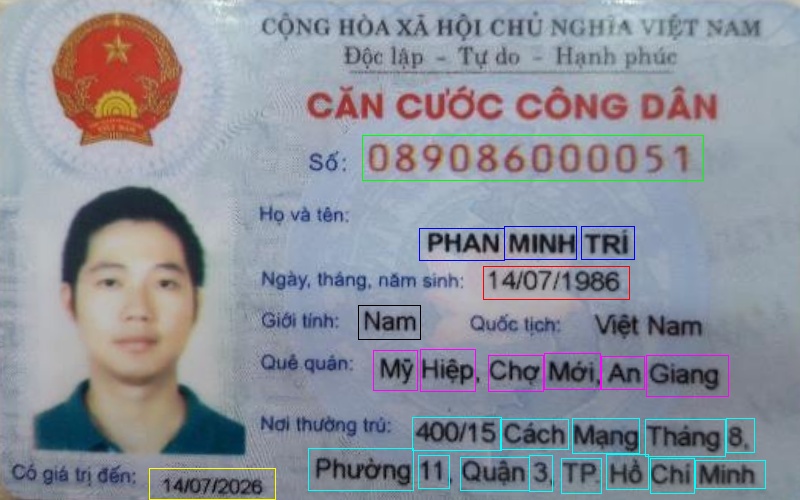 CỘNG HÒA XÃ HỘI CHỦ NGHĨA VIỆT NAM
Độc lập - Tự do - Hạnh phúc
CĂN CƯỚC CÔNG DÂN
Số: 089086000051
Họ và tên:
PHAN MINH TRÍ
Ngày, tháng, năm sinh: 14/07/1986
Giới tính: Nam Quốc tịch: Việt Nam
Quê quán: Mỹ Hiệp, Chợ Mới, An Giang
Nơi thường trú: 400/15 Cách Mạng Tháng 8,
Phường 11, Quận 3, TP. Hồ Chí Minh
Có giá trị đến: 14/07/2026